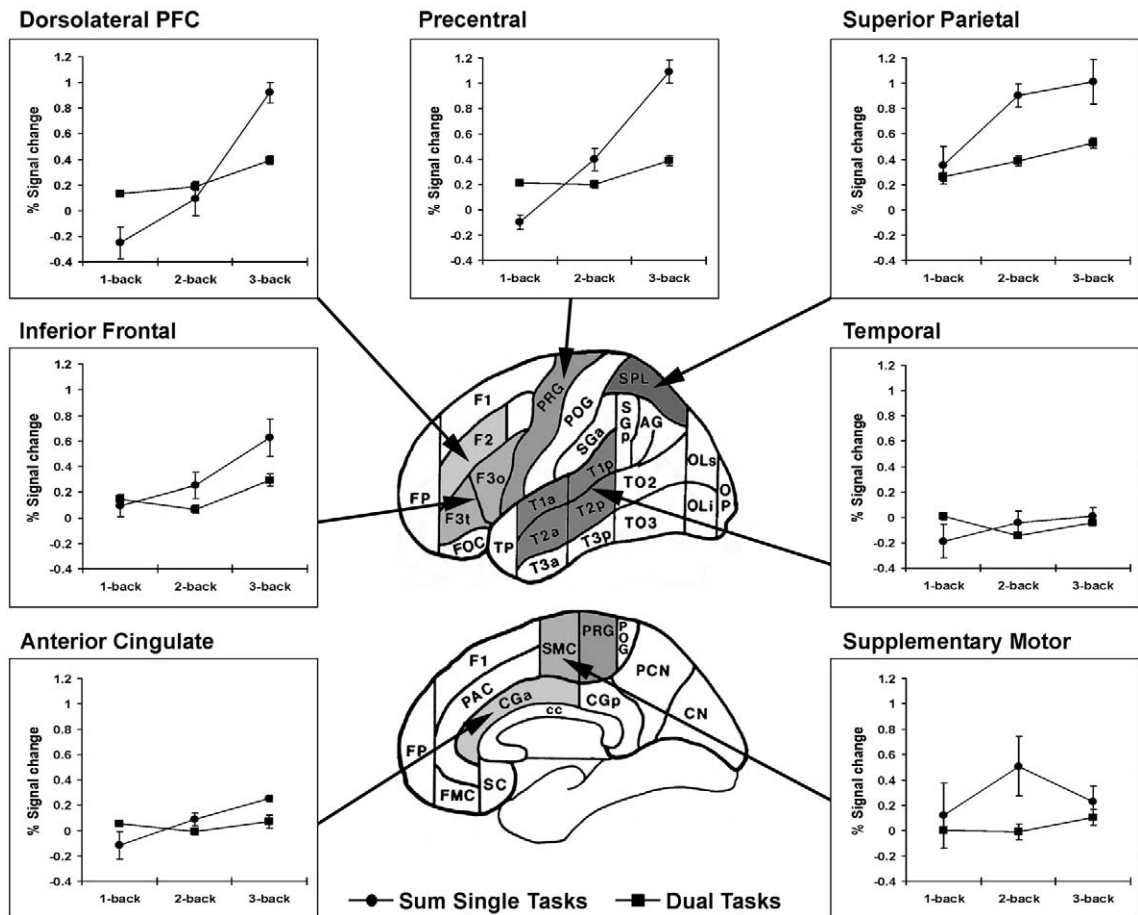 Dorsolateral PFC
% Signal change
1.2
1
0.8
0.6
0.4
0.2
0
-0.2
-0.4
1-back 2-back 3-back
Precentral
% Signal change
1.2
1
0.8
0.6
0.4
0.2
0
-0.2
-0.4
1-back 2-back 3-back
Superior Parietal
% Signal change
1.2
1
0.8
0.6
0.4
0.2
0
-0.2
-0.4
1-back 2-back 3-back
Inferior Frontal
% Signal change
1.2
1
0.8
0.6
0.4
0.2
0
-0.2
-0.4
1-back 2-back 3-back
F1
F2
F3o
F3t
FP
FOC
PRG
POG
SPL
SGa
SGp
AG
T1a
T1p
T2a
T2p
T3a
T3p
TP
TO2
TO3
OLs
OLi
OP
Temporal
% Signal change
1.2
1
0.8
0.6
0.4
0.2
0
-0.2
-0.4
1-back 2-back 3-back
Anterior Cingulate
% Signal change
1.2
1
0.8
0.6
0.4
0.2
0
-0.2
-0.4
1-back 2-back 3-back
F1
SMC
PRG
POG
PAC
CGa
CGp
PCN
cc
CN
FP
FMC
SC
Supplementary Motor
% Signal change
1.2
1
0.8
0.6
0.4
0.2
0
-0.2
-0.4
1-back 2-back 3-back
Sum Single Tasks Dual Tasks